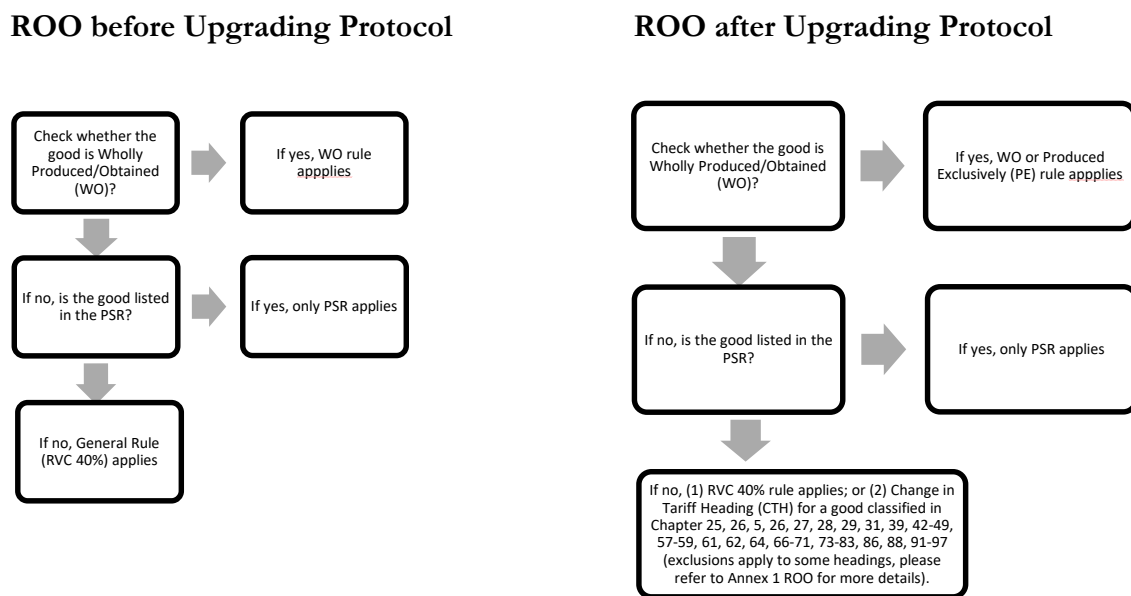 ROO before Upgrading Protocol
Check whether the
good is Wholly
Produced/Obtained
(WO)?
If yes, WO rule
appplies
If no, is the good listed
in the PSR?
If yes, only PSR applies
If no, General Rule
(RVC 40%) applies
ROO after Upgrading Protocol
Check whether the good is
Wholly Produced/Obtained
(WO)?
If yes, WO or Produced
Exclusively (PE) rule appplies
If no, is the good listed in the
PSR?
If yes, only PSR applies
If no, (1) RVC 40% rule applies; or (2) Change in
Tariff Heading (CTH) for a good classified in
Chapter 25, 26, 5, 26, 27, 28, 29, 31, 39, 42-49,
57-59, 61, 62, 64, 66-71, 73-83, 86, 88, 91-97
(exclusions apply to some headings, please
refer to Annex 1 ROO for more details).